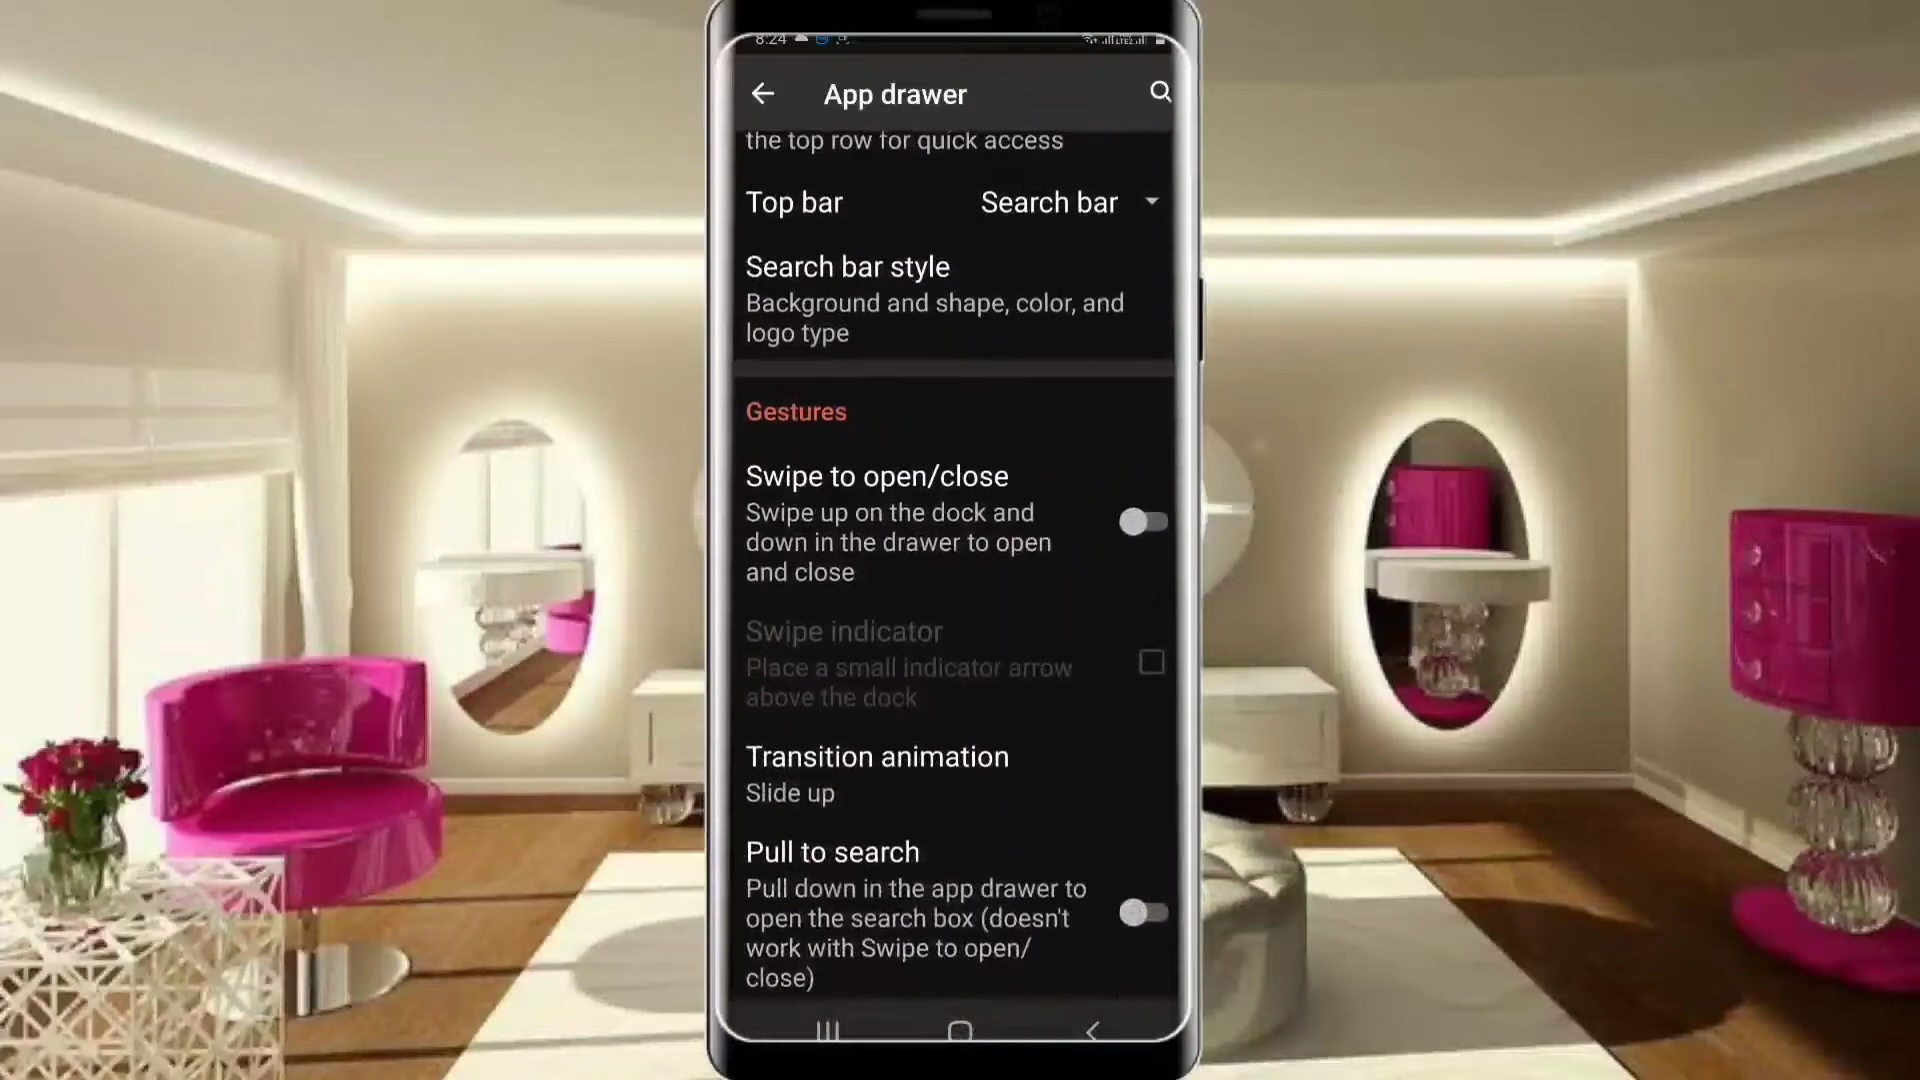 8:24
App drawer
the top row for quick access
Top bar Search bar
Search bar style
Background and shape, color, and
logo type
Gestures
Swipe to open/close
Swipe up on the dock and
down in the drawer to open
and close
Swipe indicator
Place a small indicator arrow
above the dock
Transition animation
Slide up
Pull to search
Pull down in the app drawer to
open the search box (doesn't
work with Swipe to open/
close)